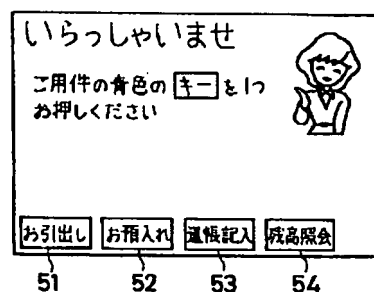 いらっしゃいませ
ご用件の青色の キー を1つ
お押しください
お引出し お預入れ 通帳記入 残高照会
51 52 53 54